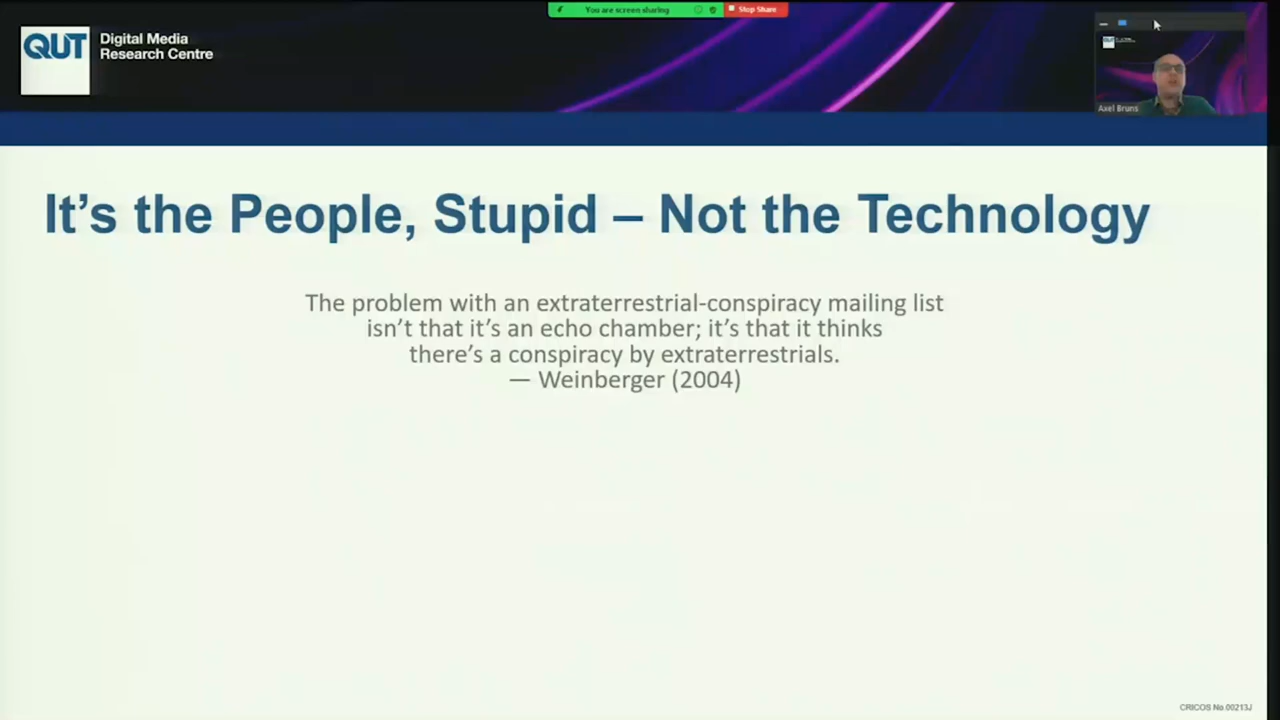 You are screen sharing
Stop Share
QUT
Digital Media
Research Centre
Axel Bruns
It's the People, Stupid – Not the Technology
The problem with an extraterrestrial-conspiracy mailing list
isn't that it's an echo chamber; it's that it thinks
there's a conspiracy by extraterrestrials.
— Weinberger (2004)
CRICOS No.00213J